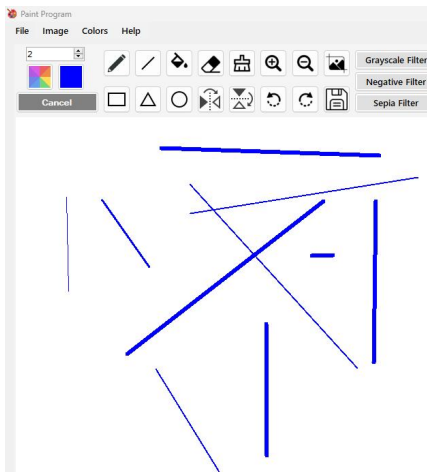 Paint Program
File Image Colors Help
2
Grayscale Filter
Negative Filter
Cancel
Sepia Filter